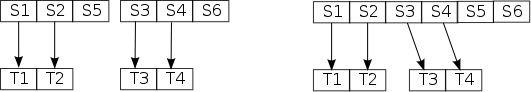 S1 S2 S5 S3 S4 S6 S1 S2 S3 S4 S5 S6
T1 T2 T3 T4 T1 T2 T3 T4